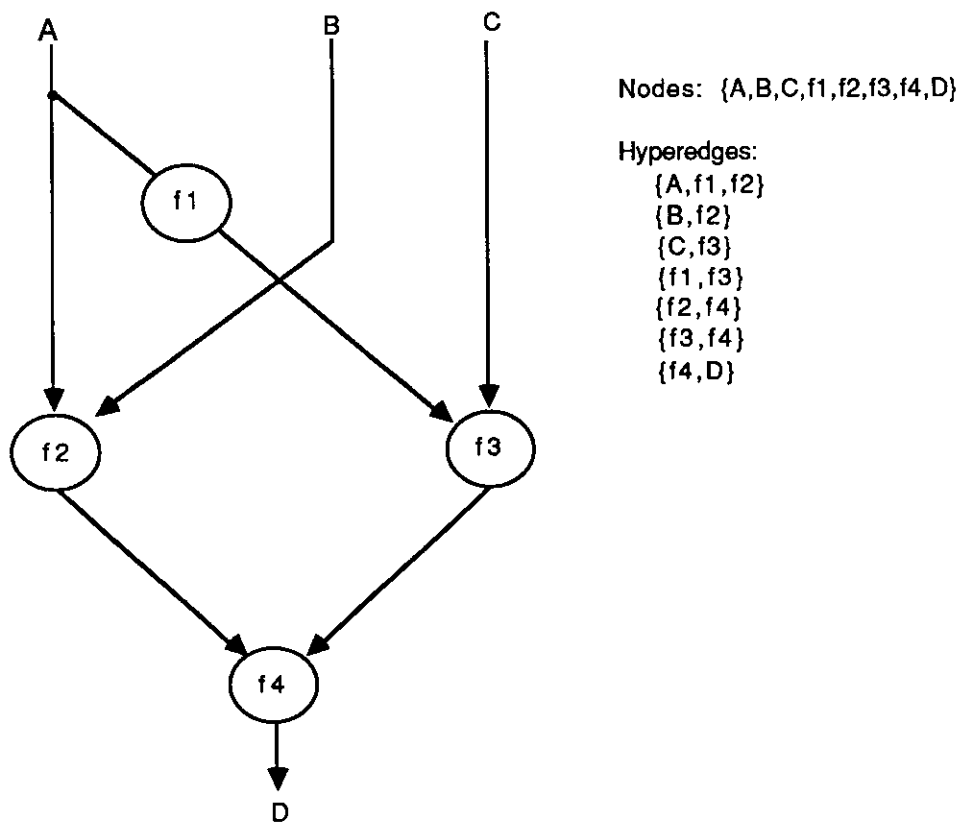 A
B
C
Nodes: {A,B,C,f1,f2,f3,f4,D}
Hyperedges:
{A,f1,f2}
{B,f2}
{C,f3}
{f1,f3}
{f2,f4}
{f3,f4}
{f4,D}
f1
f2
f3
f4
D